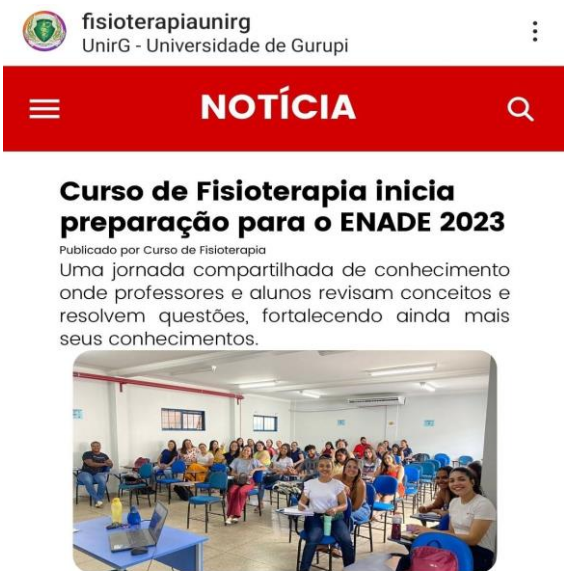 fisioterapiaunirg
UnirG - Universidade de Gurupi
NOTÍCIA
Curso de Fisioterapia inicia
preparação para o ENADE 2023
Publicado por Curso de Fisioterapia
Uma jornada compartilhada de conhecimento
onde professores e alunos revisam conceitos e
resolvem questões, fortalecendo ainda mais
seus conhecimentos.